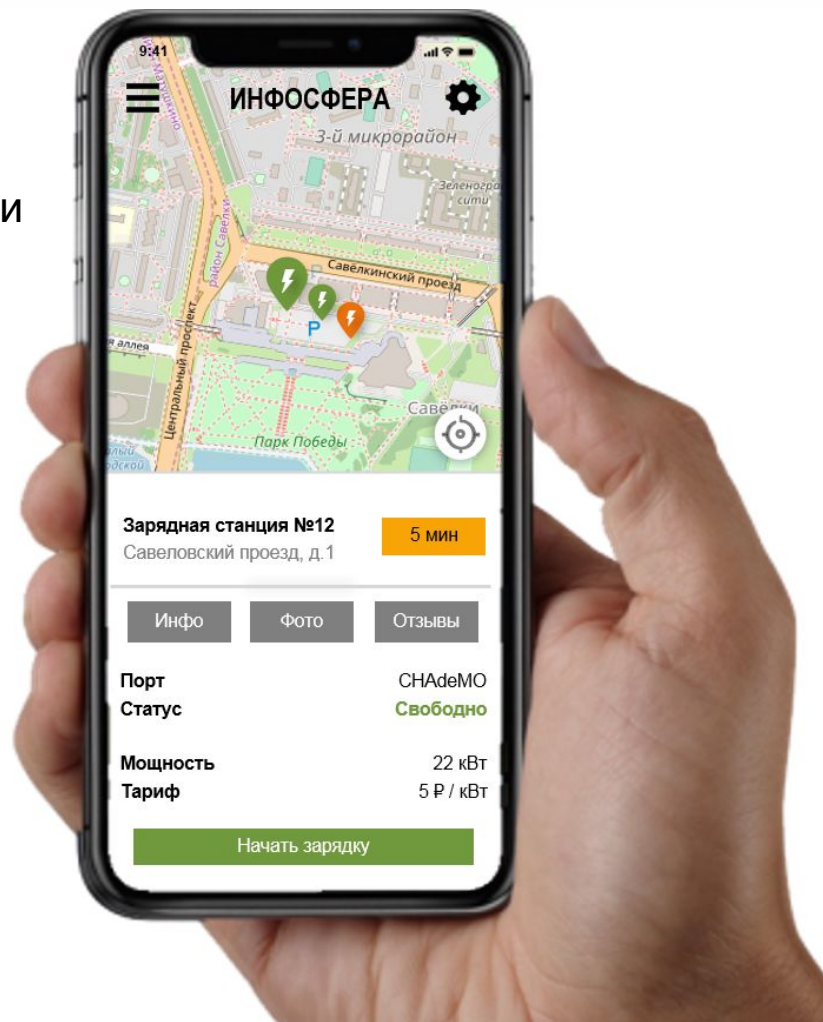 и
9:41
ИНФОСФЕРА
3-й микрорайон
Зеленогра
сити
район Савёлки
Савёлкинский проезд
P
я аллея
Центральный проспект
Савёлки
Парк Победы
Зарядная станция №12
5 мин
Савеловский проезд, д.1
Инфо
Фото
Отзывы
Порт
CHAdeMO
Статус
Свободно
Мощность
22 кВт
Тариф
5 ₽ / кВт
Начать зарядку